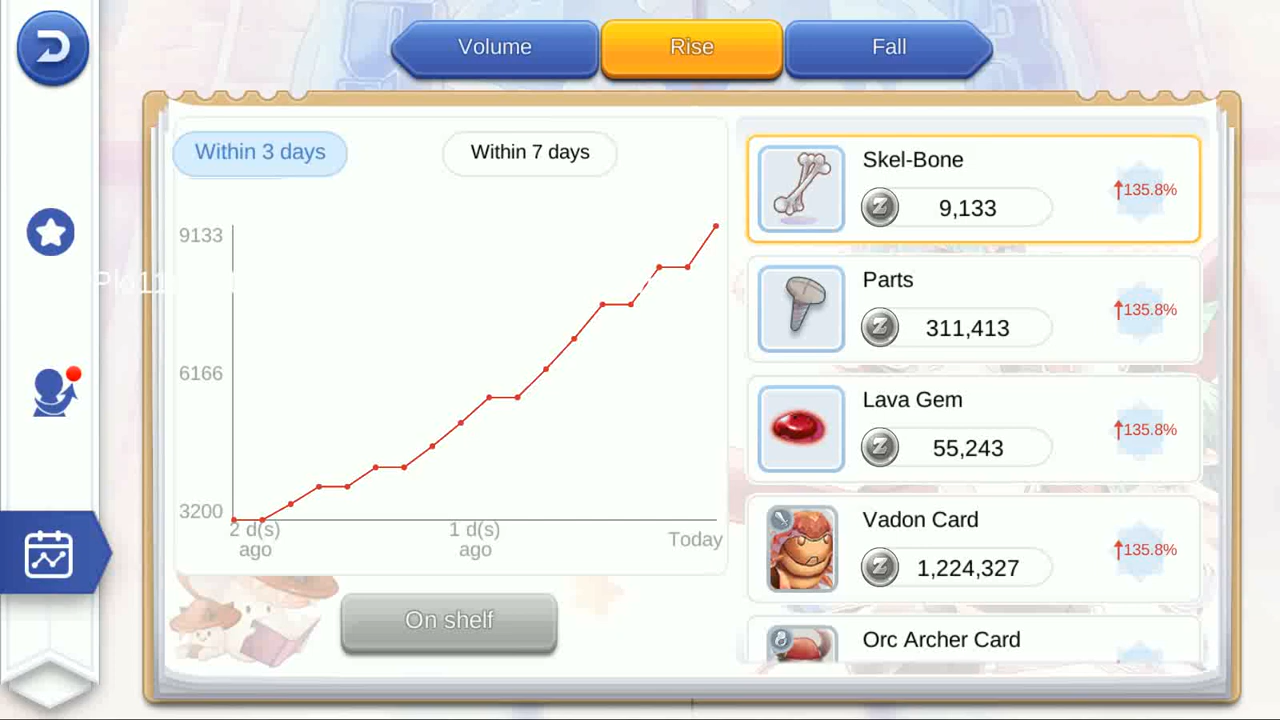 Volume
Rise
Fall
Within 3 days
Within 7 days
9133
6166
3200
2 d(s)
ago
1 d(s)
ago
Today
On shelf
Skel-Bone
9,133
↑135.8%
Parts
311,413
↑135.8%
Lava Gem
55,243
↑135.8%
Vadon Card
1,224,327
↑135.8%
Orc Archer Card